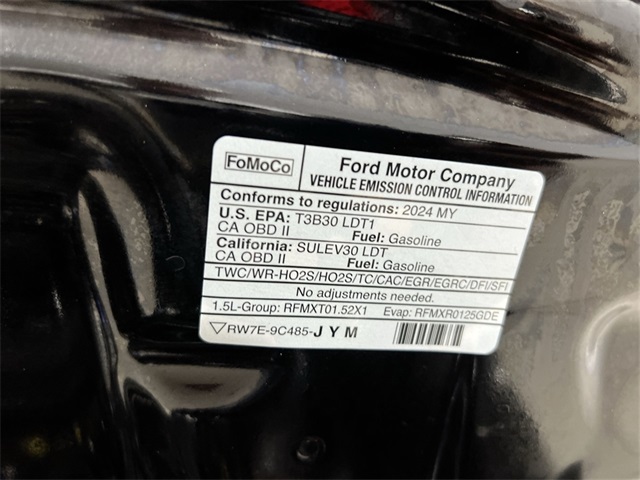 FoMoCo
Ford Motor Company
VEHICLE EMISSION CONTROL INFORMATION
Conforms to regulations: 2024 MY
U.S. EPA: T3B30 LDT1
CA OBD II Fuel: Gasoline
California: SULEV30 LDT
CA OBD II Fuel: Gasoline
TWC/WR-HO2S/HO2S/TC/CAC/EGR/EGRC/DFI/SFI
No adjustments needed.
1.5L-Group: RFMXT01.52X1 Evap: RFMXR0125GDE
RW7E-9C485-JYM